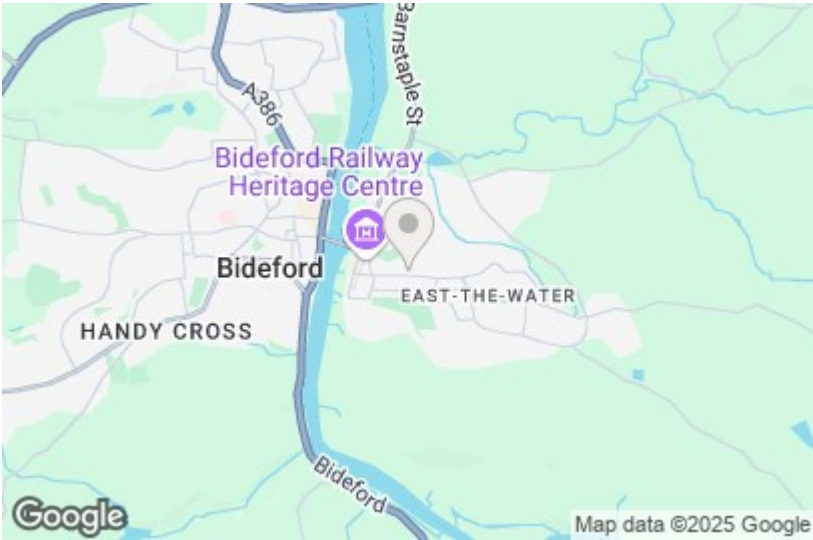 Barnstaple St
A386
Bideford Railway
Heritage Centre
Bideford
EAST-THE-WATER
HANDY CROSS
Bideford
Google
Map data ©2025 Google